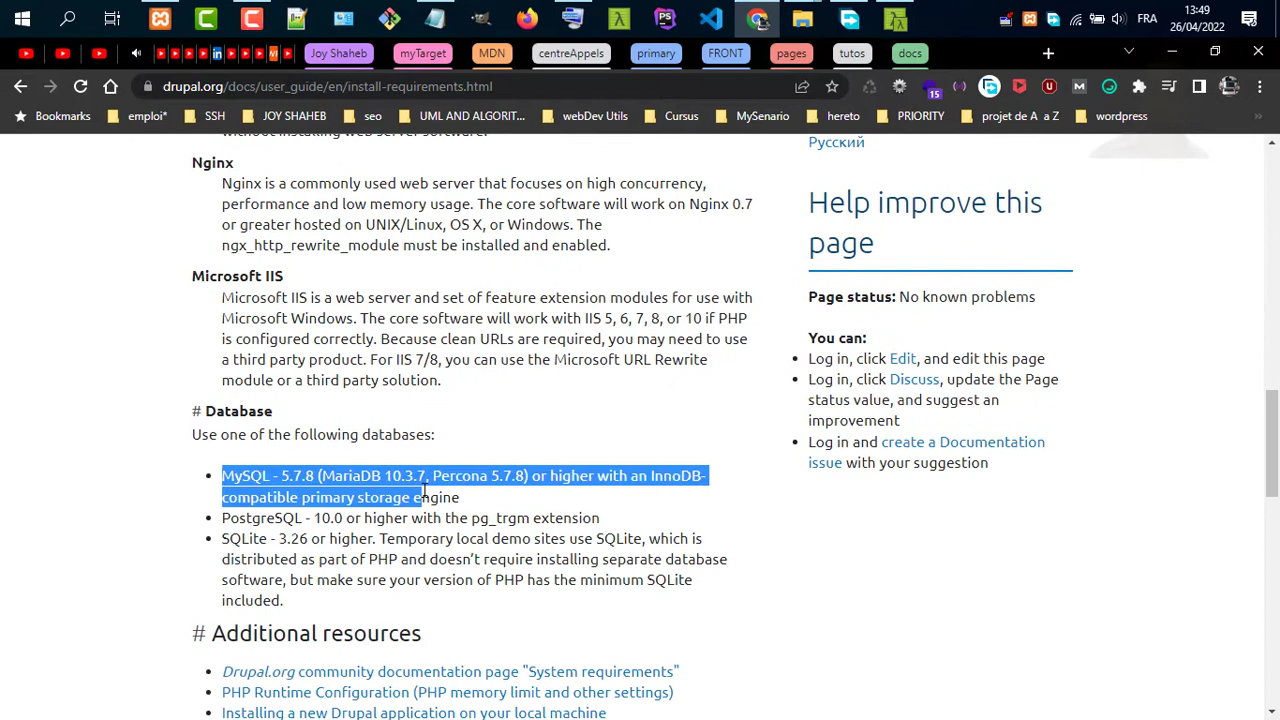 FRA
13:49
26/04/2022
Joy Shaheb
myTarget
MDN
centreAppels
primary
FRONT
pages
tutos
docs
drupal.org/docs/user_guide/en/install-requirements.html
15
Bookmarks
emploi*
SSH
JOY SHAHEB
seo
UML AND ALGORIT...
webDev Utils
Cursus
MySenario
hereto
PRIORITY
projet de A a Z
wordpress
without installing web server software.
Nginx
Nginx is a commonly used web server that focuses on high concurrency,
performance and low memory usage. The core software will work on Nginx 0.7
or greater hosted on UNIX/Linux, OS X, or Windows. The
ngx_http_rewrite_module must be installed and enabled.
Microsoft IIS
Microsoft IIS is a web server and set of feature extension modules for use with
Microsoft Windows. The core software will work with IIS 5, 6, 7, 8, or 10 if PHP
is configured correctly. Because clean URLs are required, you may need to use
a third party product. For IIS 7/8, you can use the Microsoft URL Rewrite
module or a third party solution.
# Database
Use one of the following databases:
• MySQL - 5.7.8 (MariaDB 10.3.7, Percona 5.7.8) or higher with an InnoDB-
compatible primary storage engine
• PostgreSQL - 10.0 or higher with the pg_trgm extension
• SQLite - 3.26 or higher. Temporary local demo sites use SQLite, which is
distributed as part of PHP and doesn't require installing separate database
software, but make sure your version of PHP has the minimum SQLite
included.
# Additional resources
• Drupal.org community documentation page "System requirements"
• PHP Runtime Configuration (PHP memory limit and other settings)
• Installing a new Drupal application on your local machine
Русский
Help improve this
page
Page status: No known problems
You can:
• Log in, click Edit, and edit this page
• Log in, click Discuss, update the Page
status value, and suggest an
improvement
• Log in and create a Documentation
issue with your suggestion